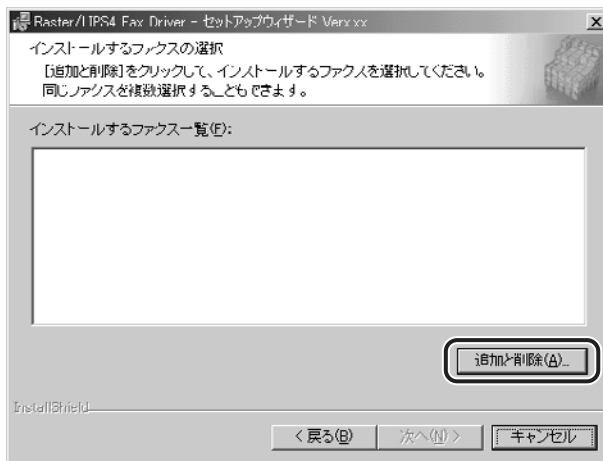 Raster/LIPS4 Fax Driver - セットアップウィザード Verx.xx
インストールするファクスの選択
[追加と削除]をクリックして、インストールするファクスを選択してください。
同じファクスを複数選択することもできます。
インストールするファクス一覧(F):
追加と削除(A)...
InstallShield
< 戻る(B)
次へ(N) >
キャンセル